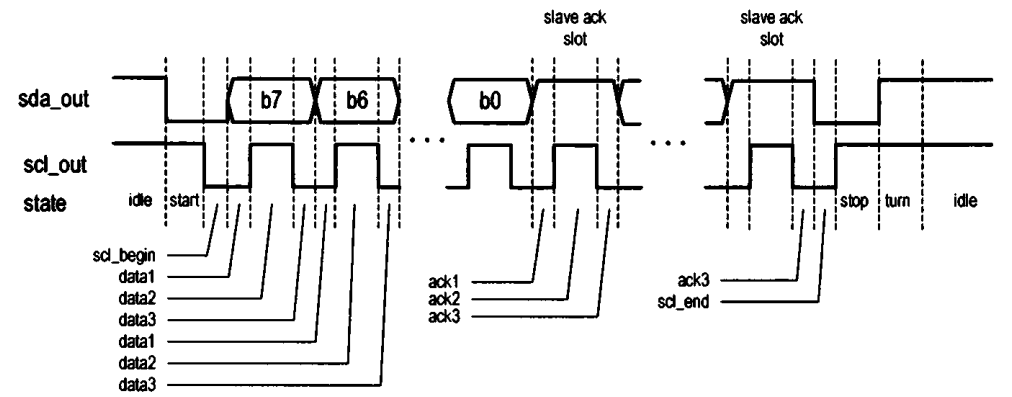 slave ack
slot
slave ack
slot
sda_out
b7
b6
b0
scl_out
state
idle
start
stop
turn
idle
scl_begin
data1
data2
data3
data1
data2
data3
ack1
ack2
ack3
ack3
scl_end